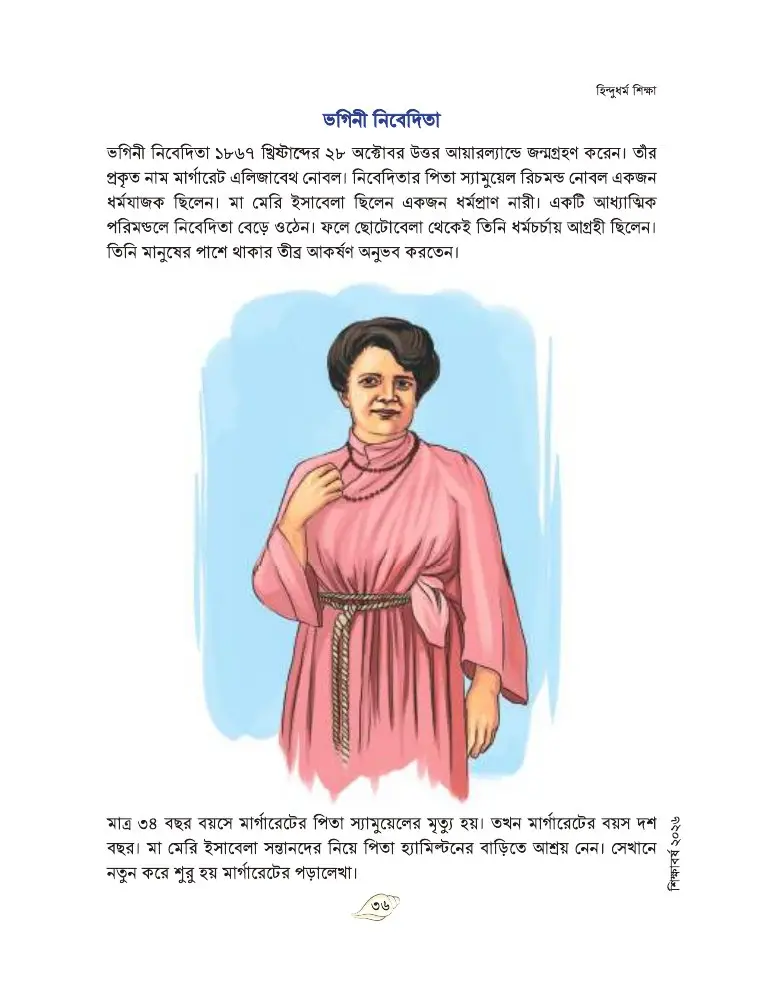 হিন্দুধর্ম শিক্ষা
ভগিনী নিবেদিতা
ভগিনী নিবেদিতা ১৮৬৭ খ্রিষ্টাব্দের ২৮ অক্টোবর উত্তর আয়ারল্যান্ডে জন্মগ্রহণ করেন। তাঁর
প্রকৃত নাম মার্গারেট এলিজাবেথ নোবল। নিবেদিতার পিতা স্যামুয়েল রিচমন্ড নোবল একজন
ধর্মযাজক ছিলেন। মা মেরি ইসাবেলা ছিলেন একজন ধর্মপ্রাণ নারী। একটি আধ্যাত্মিক
পরিমন্ডলে নিবেদিতা বেড়ে ওঠেন। ফলে ছোটোবেলা থেকেই তিনি ধর্মচর্চায় আগ্রহী ছিলেন।
তিনি মানুষের পাশে থাকার তীব্র আকর্ষণ অনুভব করতেন।
মাত্র ৩৪ বছর বয়সে মার্গারেটের পিতা স্যামুয়েলের মৃত্যু হয়। তখন মার্গারেটের বয়স দশ
বছর। মা মেরি ইসাবেলা সন্তানদের নিয়ে পিতা হ্যামিল্টনের বাড়িতে আশ্রয় নেন। সেখানে
নতুন করে শুরু হয় মার্গারেটের পড়ালেখা।
শিক্ষাবর্ষ ২০২৬
৩৬